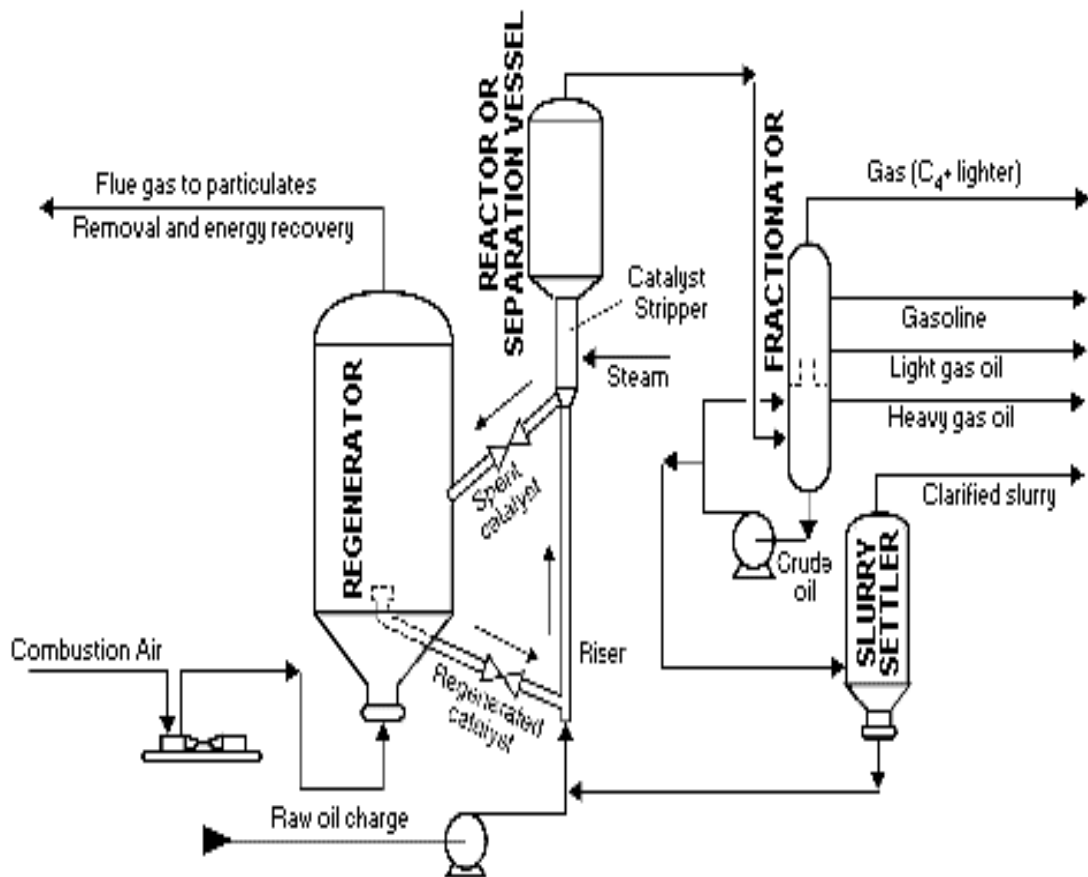 REACTOR OR
SEPARATION VESSEL
Flue gas to particulates
Removal and energy recovery
Gas (C₄+ lighter)
FRACTIONATOR
Catalyst
Stripper
Gasoline
Steam
Light gas oil
Heavy gas oil
REGENERATOR
Spent
catalyst
Clarified slurry
Crude
oil
SLURRY
SETTLER
Combustion Air
Riser
Regenerated
catalyst
Raw oil charge